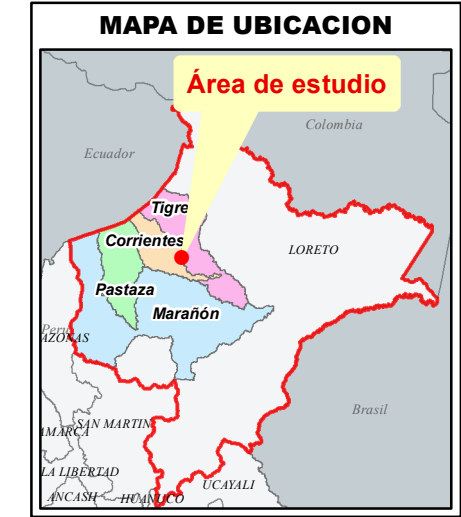 MAPA DE UBICACION
Área de estudio
Colombia
Ecuador
Tigre
Corrientes
LORETO
Pastaza
Marañón
Perú
AZONAS
Brasil
SAN MARTIN
AMARCA
LA LIBERTAD
UCAYALI
ANCASH
HUANUCO